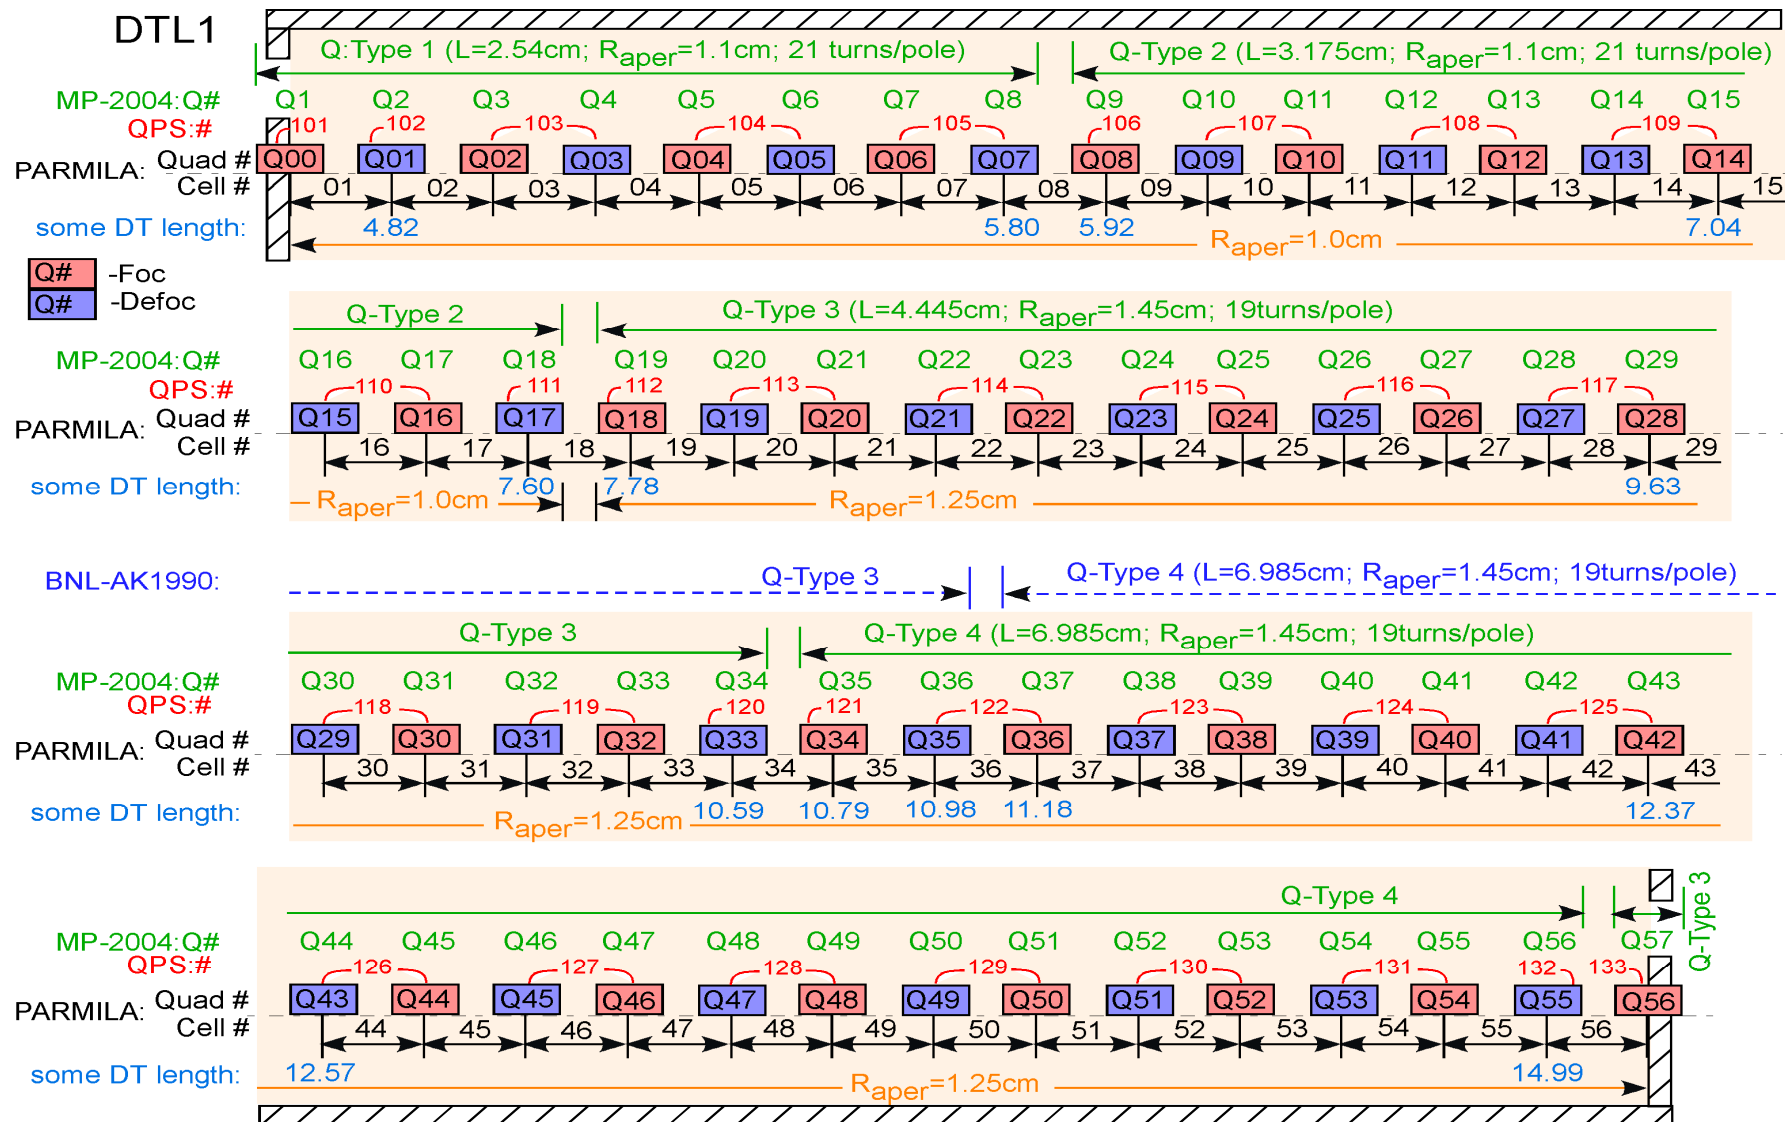 DTL1
Q:Type 1 (L=2.54cm; Raper=1.1cm; 21 turns/pole) Q-Type 2 (L=3.175cm; Raper=1.1cm; 21 turns/pole)
MP-2004:Q# Q1 Q2 Q3 Q4 Q5 Q6 Q7 Q8 Q9 Q10 Q11 Q12 Q13 Q14 Q15
QPS:# 101 102 103 104 105 106 107 108 109
PARMILA: Quad # Q00 Q01 Q02 Q03 Q04 Q05 Q06 Q07 Q08 Q09 Q10 Q11 Q12 Q13 Q14
Cell # 01 02 03 04 05 06 07 08 09 10 11 12 13 14 15
some DT length: 4.82 5.80 5.92 7.04
Raper=1.0cm
Q# -Foc
Q# -Defoc
Q-Type 2 Q-Type 3 (L=4.445cm; Raper=1.45cm; 19turns/pole)
MP-2004:Q# Q16 Q17 Q18 Q19 Q20 Q21 Q22 Q23 Q24 Q25 Q26 Q27 Q28 Q29
QPS:# 110 111 112 113 114 115 116 117
PARMILA: Quad # Q15 Q16 Q17 Q18 Q19 Q20 Q21 Q22 Q23 Q24 Q25 Q26 Q27 Q28
Cell # 16 17 18 19 20 21 22 23 24 25 26 27 28 29
some DT length: 7.60 7.78 9.63
Raper=1.0cm Raper=1.25cm
BNL-AK1990: Q-Type 3 Q-Type 4 (L=6.985cm; Raper=1.45cm; 19turns/pole)
Q-Type 3 Q-Type 4 (L=6.985cm; Raper=1.45cm; 19turns/pole)
MP-2004:Q# Q30 Q31 Q32 Q33 Q34 Q35 Q36 Q37 Q38 Q39 Q40 Q41 Q42 Q43
QPS:# 118 119 120 121 122 123 124 125
PARMILA: Quad # Q29 Q30 Q31 Q32 Q33 Q34 Q35 Q36 Q37 Q38 Q39 Q40 Q41 Q42
Cell # 30 31 32 33 34 35 36 37 38 39 40 41 42 43
some DT length: 10.59 10.79 10.98 11.18 12.37
Raper=1.25cm
Q-Type 4 Q-Type 3
MP-2004:Q# Q44 Q45 Q46 Q47 Q48 Q49 Q50 Q51 Q52 Q53 Q54 Q55 Q56 Q57
QPS:# 126 127 128 129 130 131 132 133
PARMILA: Quad # Q43 Q44 Q45 Q46 Q47 Q48 Q49 Q50 Q51 Q52 Q53 Q54 Q55 Q56
Cell # 44 45 46 47 48 49 50 51 52 53 54 55 56
some DT length: 12.57 14.99
Raper=1.25cm